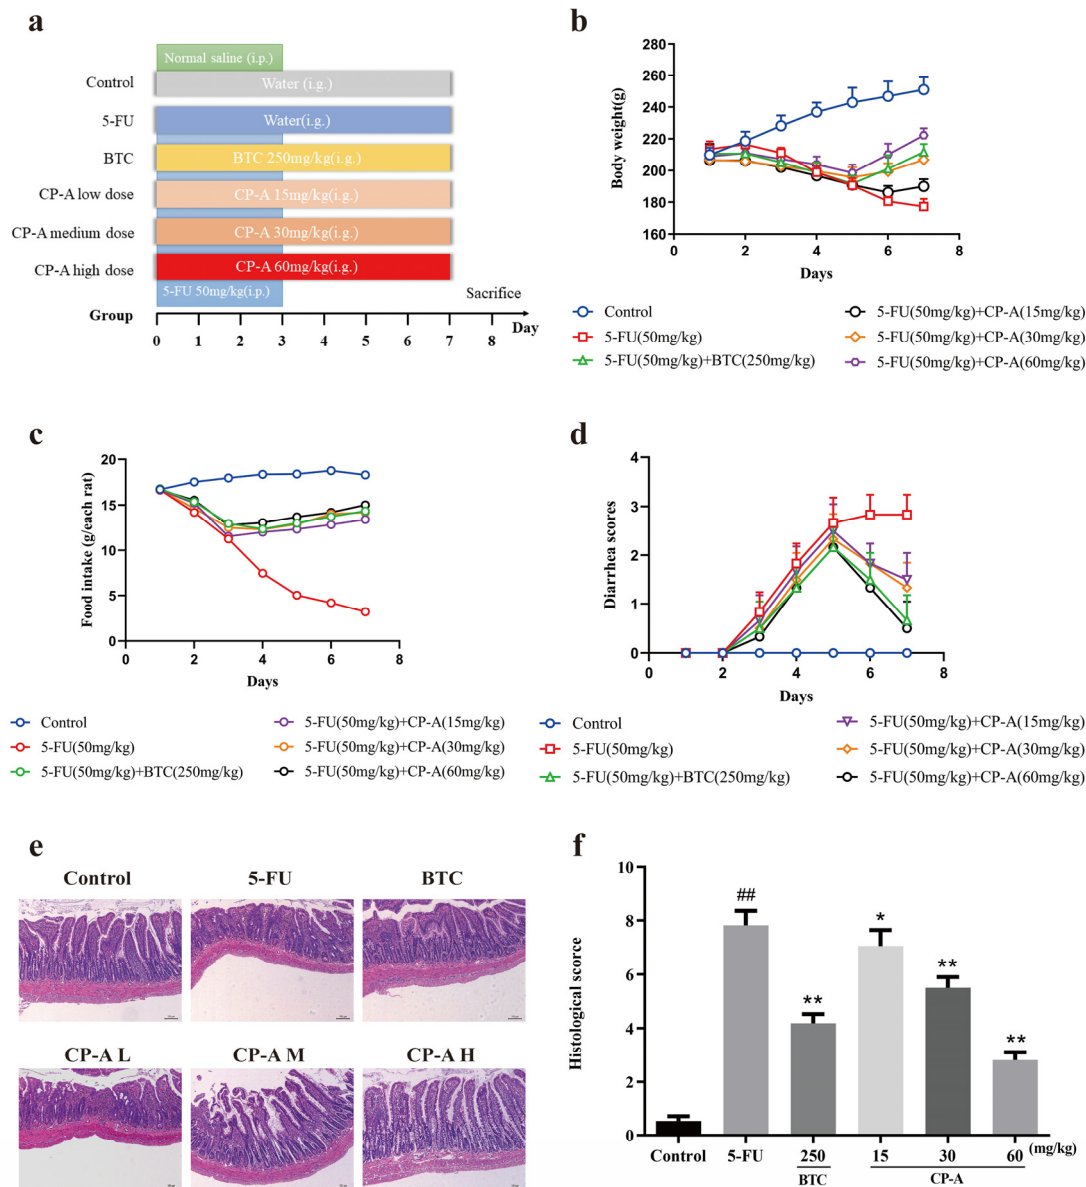 a
Normal saline (i.p.)
Control
Water (i.g.)
5-FU
Water(i.g.)
BTC
BTC 250mg/kg(i.g.)
CP-A low dose
CP-A 15mg/kg(i.g.)
CP-A medium dose
CP-A 30mg/kg(i.g.)
CP-A high dose
CP-A 60mg/kg(i.g.)
5-FU 50mg/kg(i.p.)
Sacrifice
Group
Day
0 1 2 3 4 5 6 7 8
b
280
260
240
220
200
180
160
Body weight(g)
0 2 4 6 8
Days
Control
5-FU(50mg/kg)
5-FU(50mg/kg)+BTC(250mg/kg)
5-FU(50mg/kg)+CP-A(15mg/kg)
5-FU(50mg/kg)+CP-A(30mg/kg)
5-FU(50mg/kg)+CP-A(60mg/kg)
c
20
15
10
5
0
Food intake (g/each rat)
0 2 4 6 8
Days
Control
5-FU(50mg/kg)
5-FU(50mg/kg)+BTC(250mg/kg)
5-FU(50mg/kg)+CP-A(15mg/kg)
5-FU(50mg/kg)+CP-A(30mg/kg)
5-FU(50mg/kg)+CP-A(60mg/kg)
d
4
3
2
1
0
Diarrhea scores
0 2 4 6 8
Days
Control
5-FU(50mg/kg)
5-FU(50mg/kg)+BTC(250mg/kg)
5-FU(50mg/kg)+CP-A(15mg/kg)
5-FU(50mg/kg)+CP-A(30mg/kg)
5-FU(50mg/kg)+CP-A(60mg/kg)
e
Control 5-FU BTC
CP-A L CP-A M CP-A H
f
10
8
6
4
2
0
Histological scorce
##
**
*
**
**
Control 5-FU 250 15 30 60 (mg/kg)
BTC CP-A